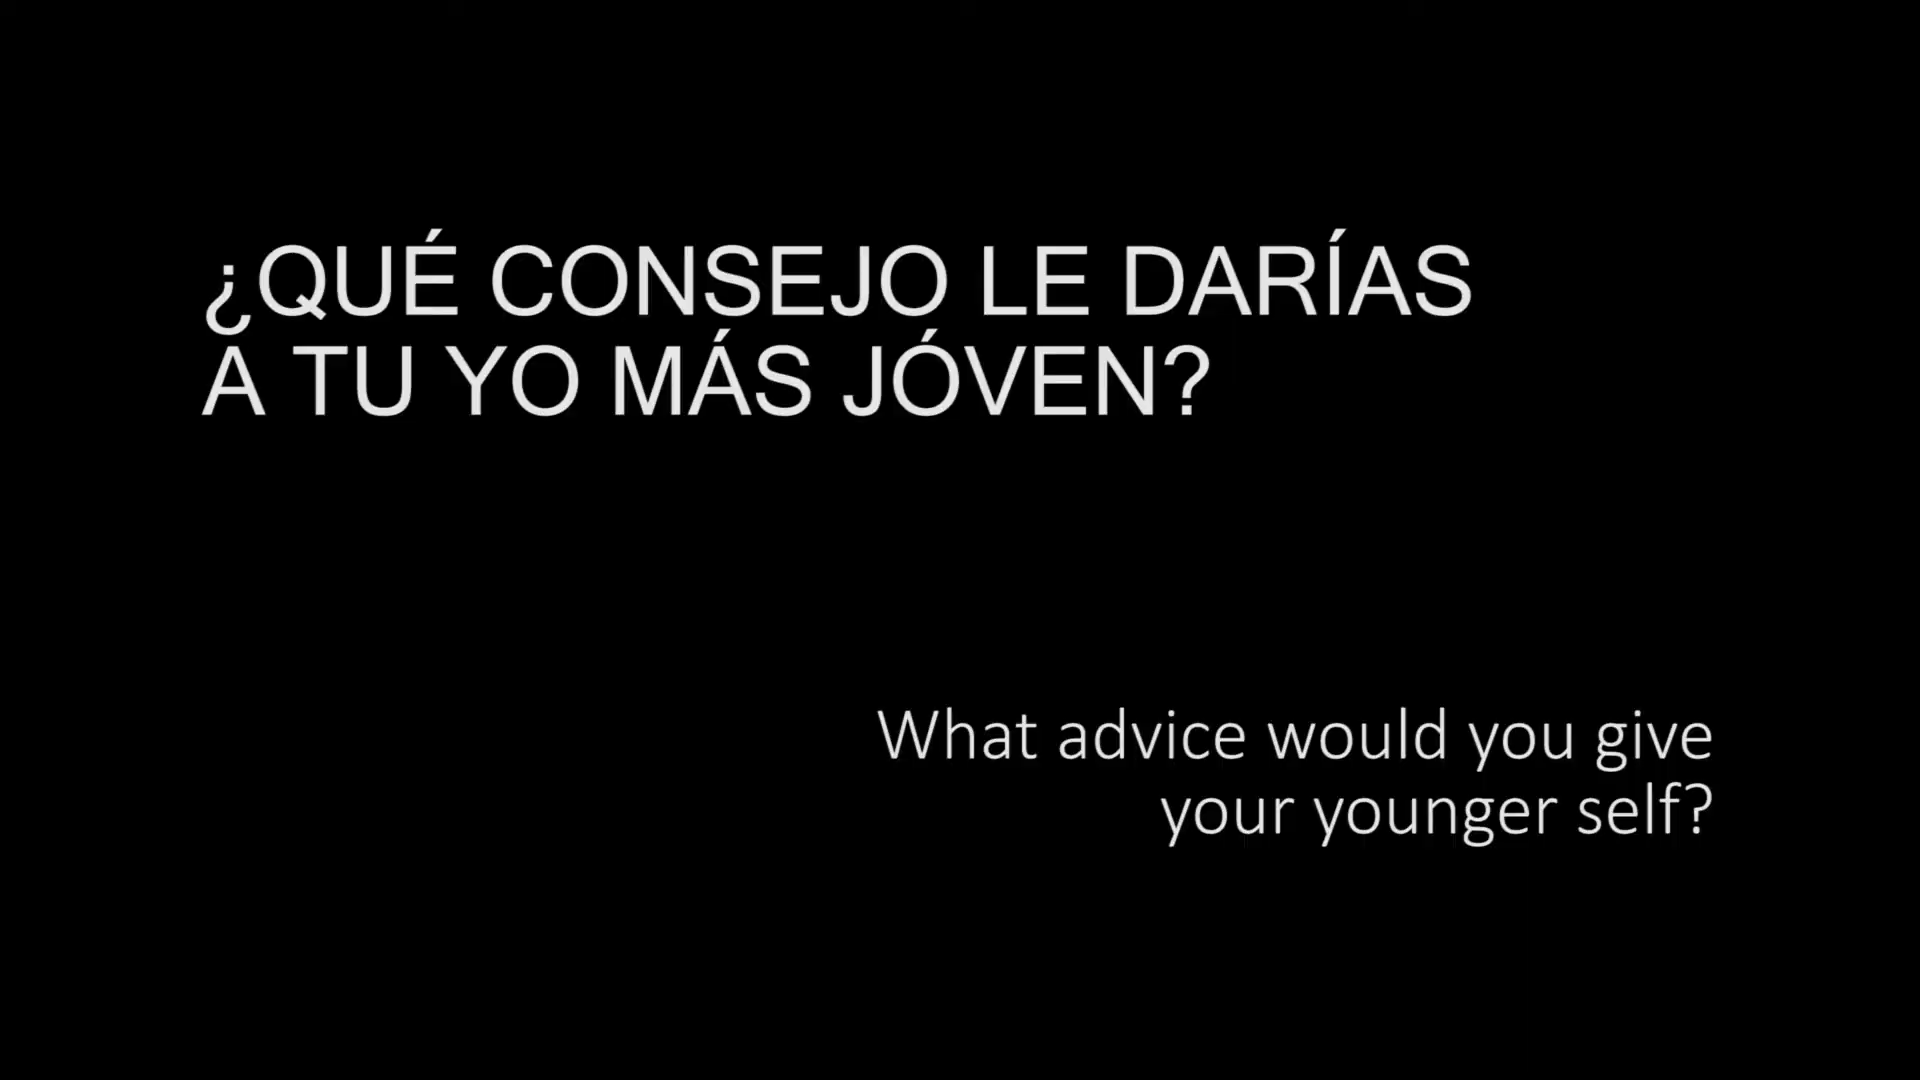 ¿QUÉ CONSEJO LE DARÍAS
A TU YO MÁS JÓVEN?
What advice would you give
your younger self?